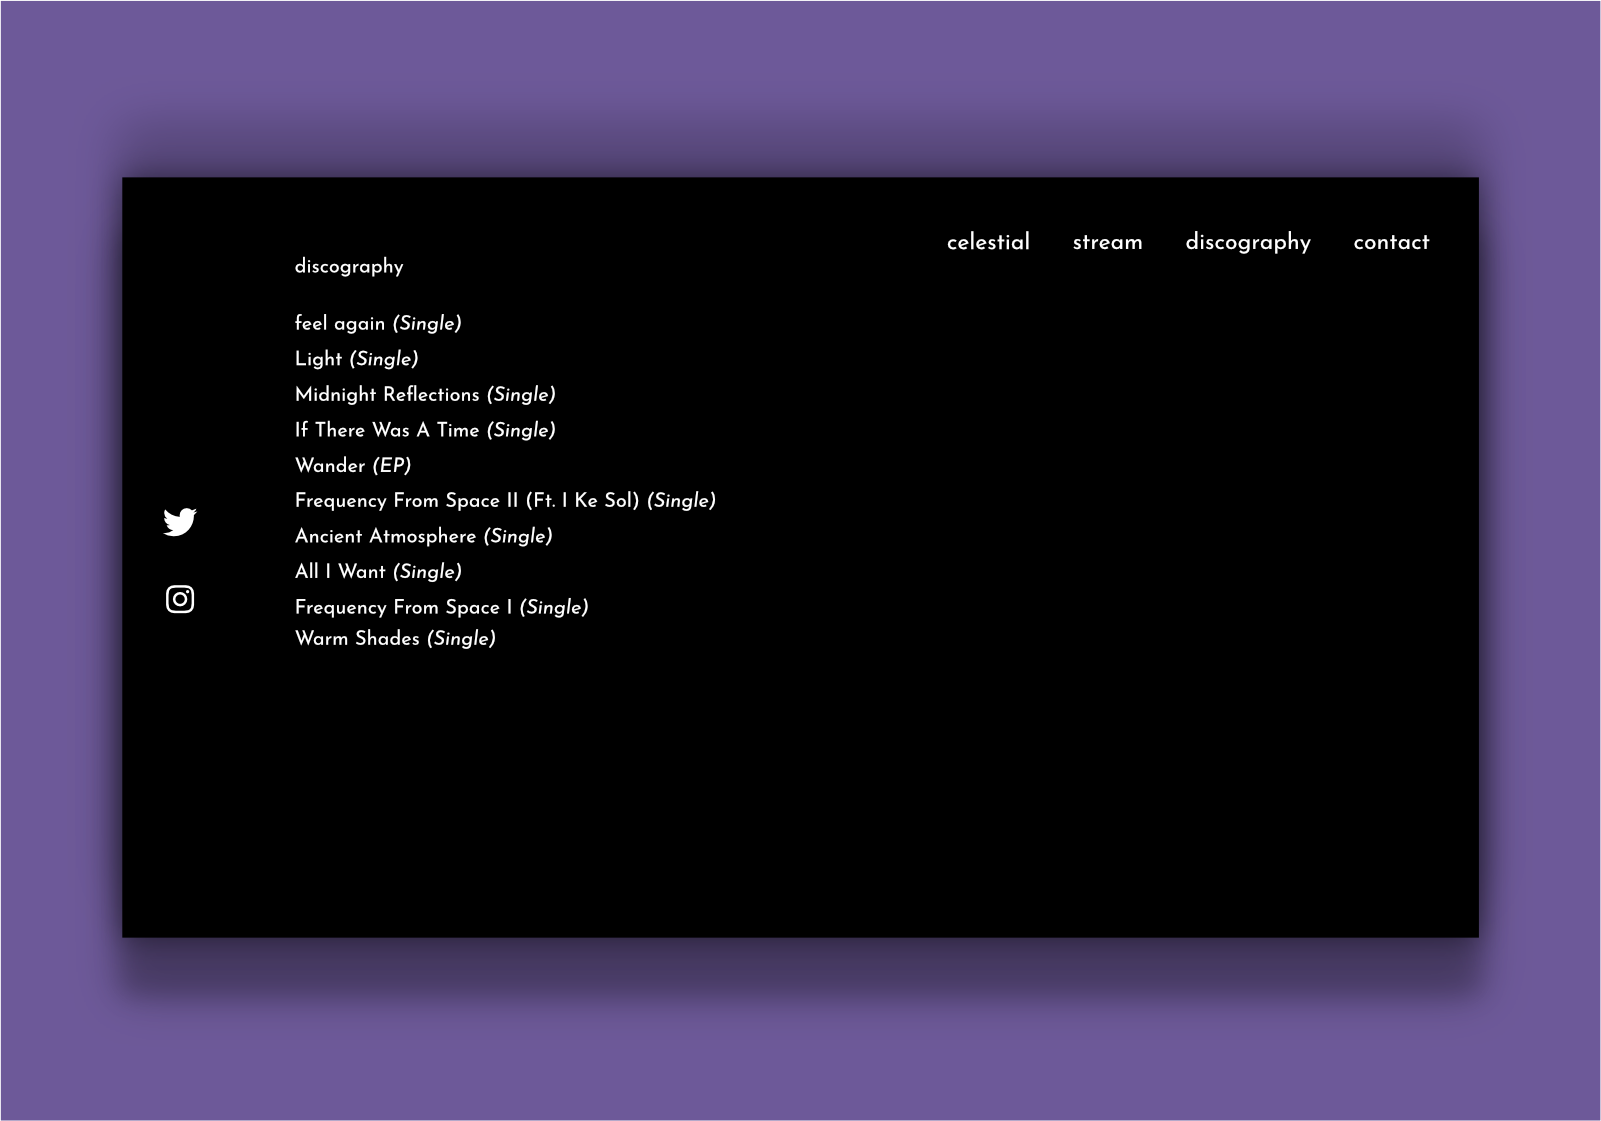 celestial stream discography contact
discography
feel again (Single)
Light (Single)
Midnight Reflections (Single)
If There Was A Time (Single)
Wander (EP)
Frequency From Space II (Ft. I Ke Sol) (Single)
Ancient Atmosphere (Single)
All I Want (Single)
Frequency From Space I (Single)
Warm Shades (Single)